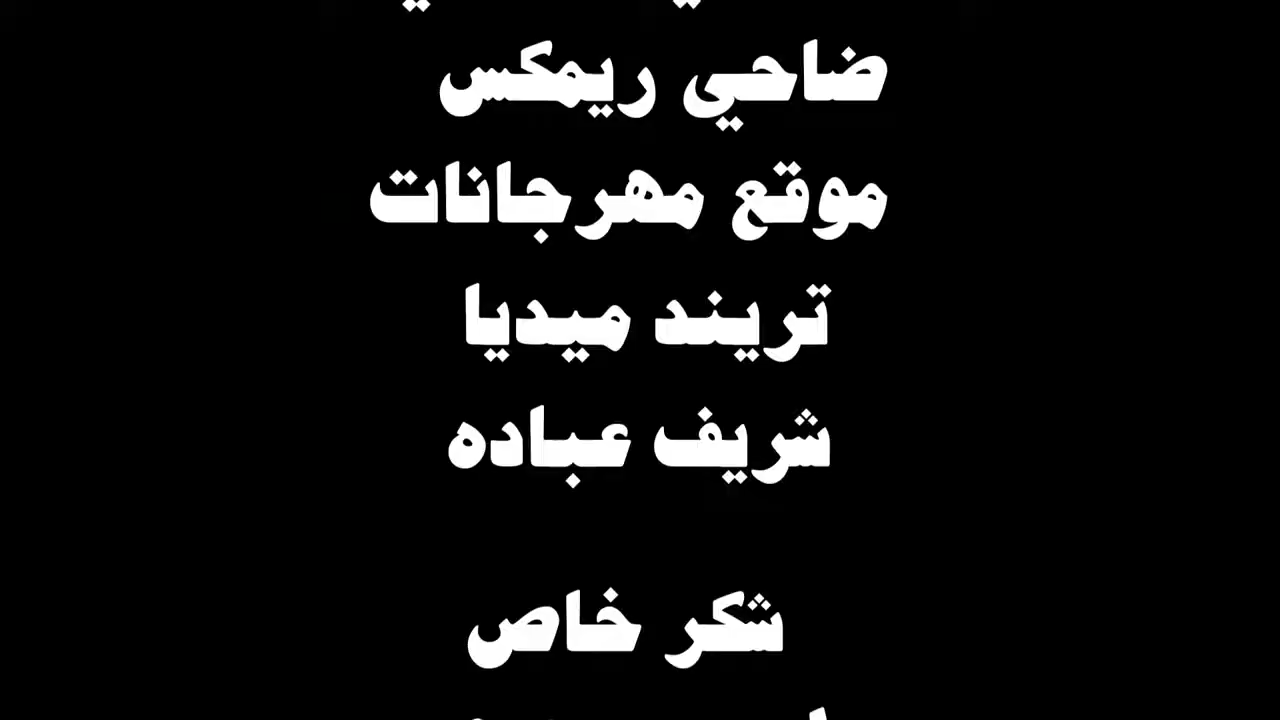 ضاحي ريمكس
موقع مهرجانات
تريند ميديا
شريف عباده
شكر خاص